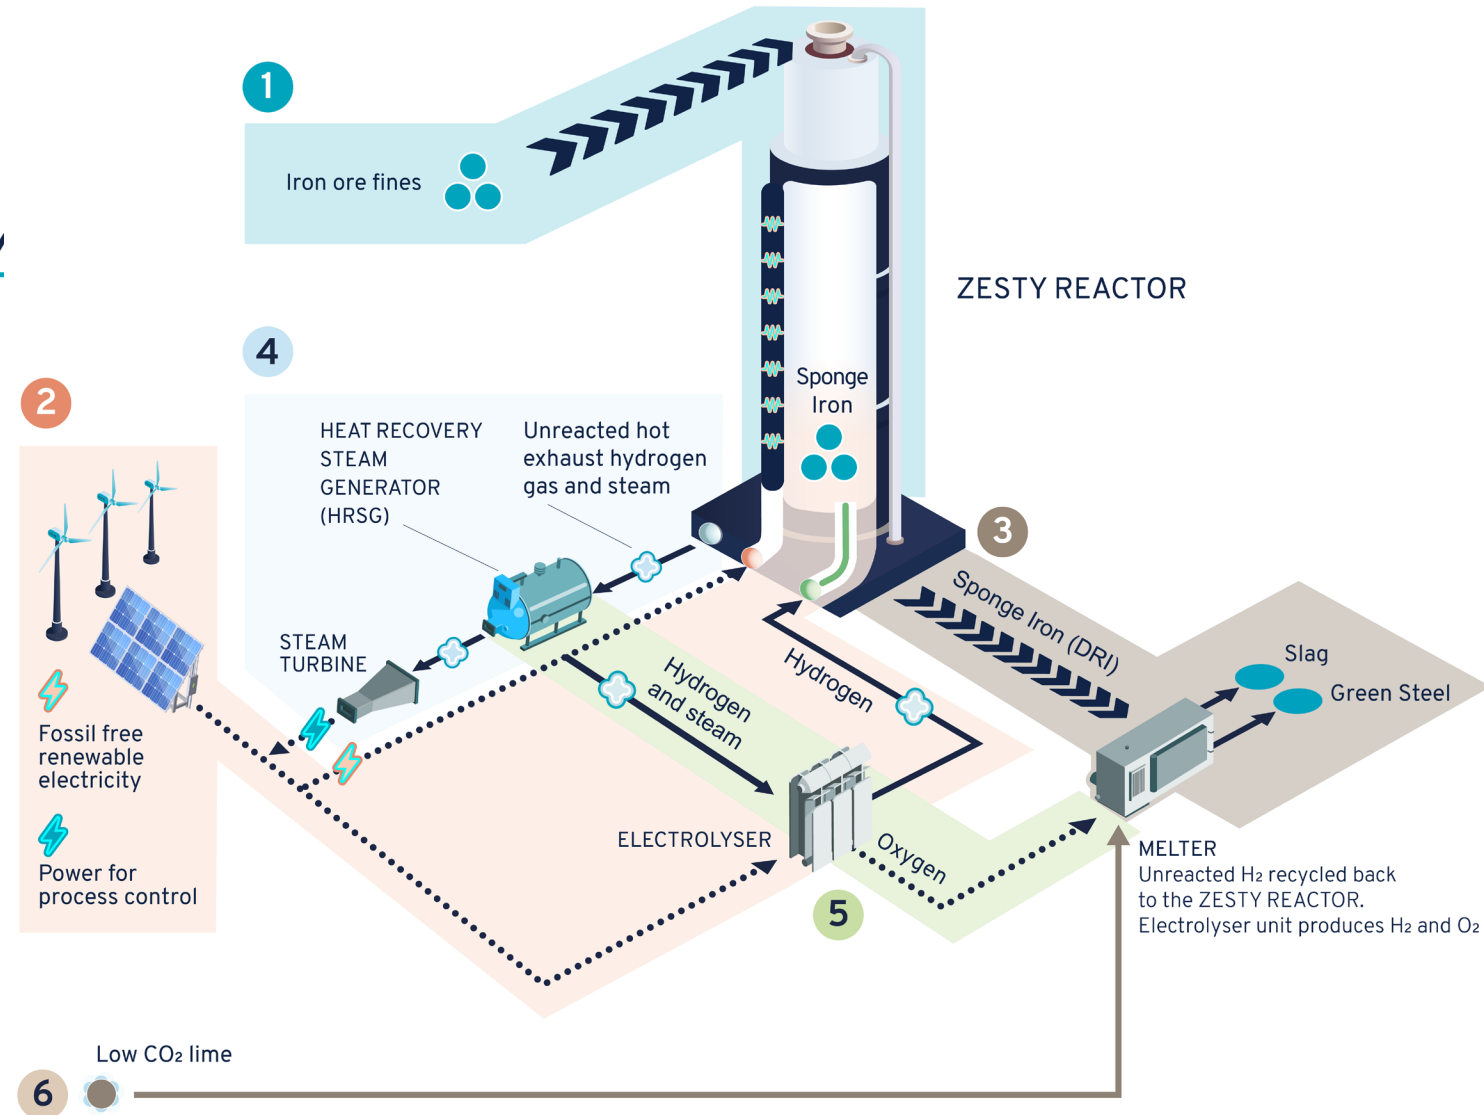 1
Iron ore fines
ZESTY REACTOR
Sponge
Iron
4
HEAT RECOVERY
STEAM
GENERATOR
(HRSG)
Unreacted hot
exhaust hydrogen
gas and steam
2
3
Sponge Iron (DRI)
STEAM
TURBINE
Hydrogen
and steam
Hydrogen
Slag
Green Steel
Fossil free
renewable
electricity
Power for
process control
ELECTROLYSER
Oxygen
5
MELTER
Unreacted H₂ recycled back
to the ZESTY REACTOR.
Electrolyser unit produces H₂ and O₂
Low CO₂ lime
6